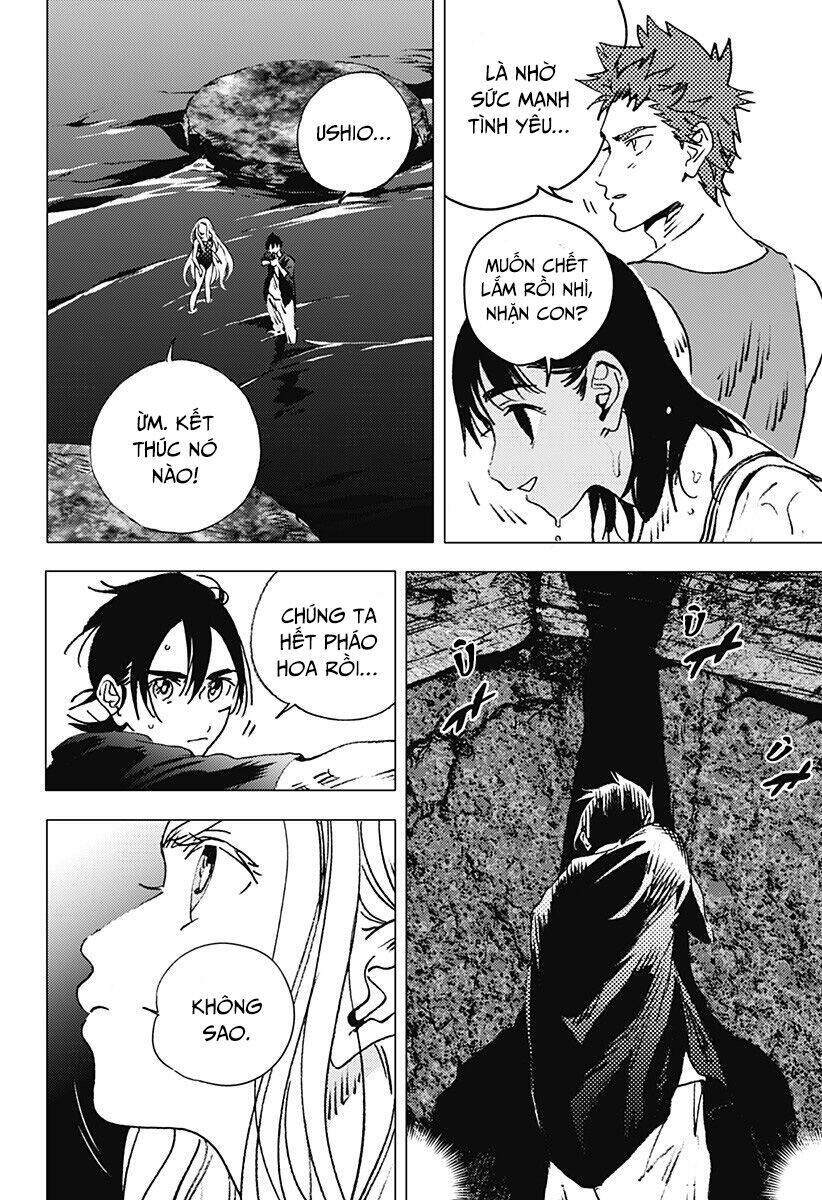 LÀ NHỜ
SỨC MẠNH
TÌNH YÊU...
MUỐN CHẾT
LẮM RỒI NHỈ,
NHẶN CON?
USHIO...
ỪM. KẾT
THÚC NÓ
NÀO!
Ù
Ù
Ù
CHÚNG TA
HẾT PHÁO
HOA RỒI...
KHÔNG
SAO.